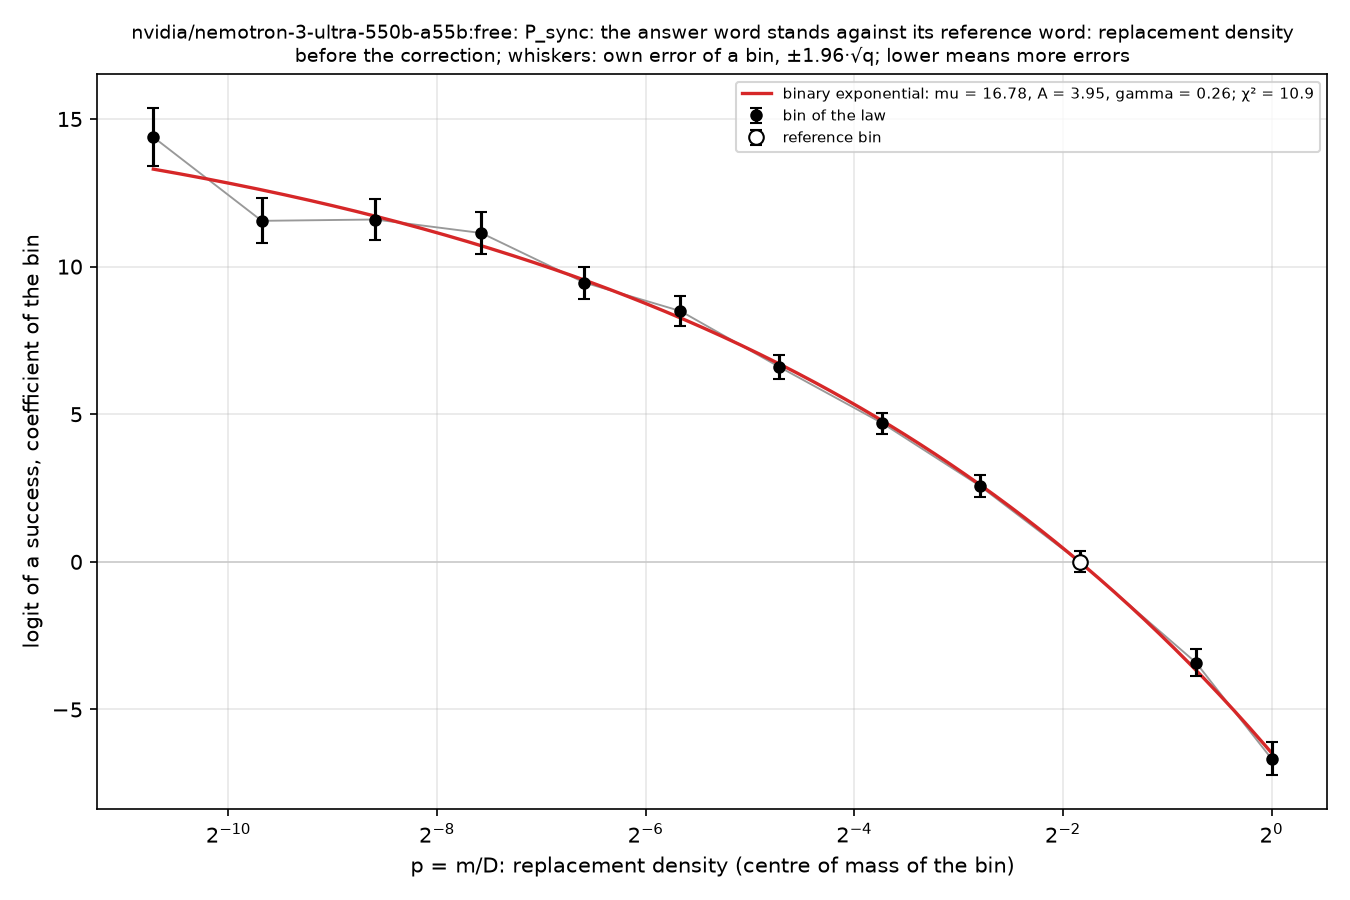 nvidia/nemotron-3-ultra-550b-a55b:free: P_sync: the answer word stands against its reference word: replacement density
before the correction; whiskers: own error of a bin, ±1.96·√q; lower means more errors
binary exponential: mu = 16.78, A = 3.95, gamma = 0.26; χ² = 10.9
bin of the law
reference bin
logit of a success, coefficient of the bin
15
10
5
0
−5
2⁻¹⁰ 2⁻⁸ 2⁻⁶ 2⁻⁴ 2⁻² 2⁰
p = m/D: replacement density (centre of mass of the bin)